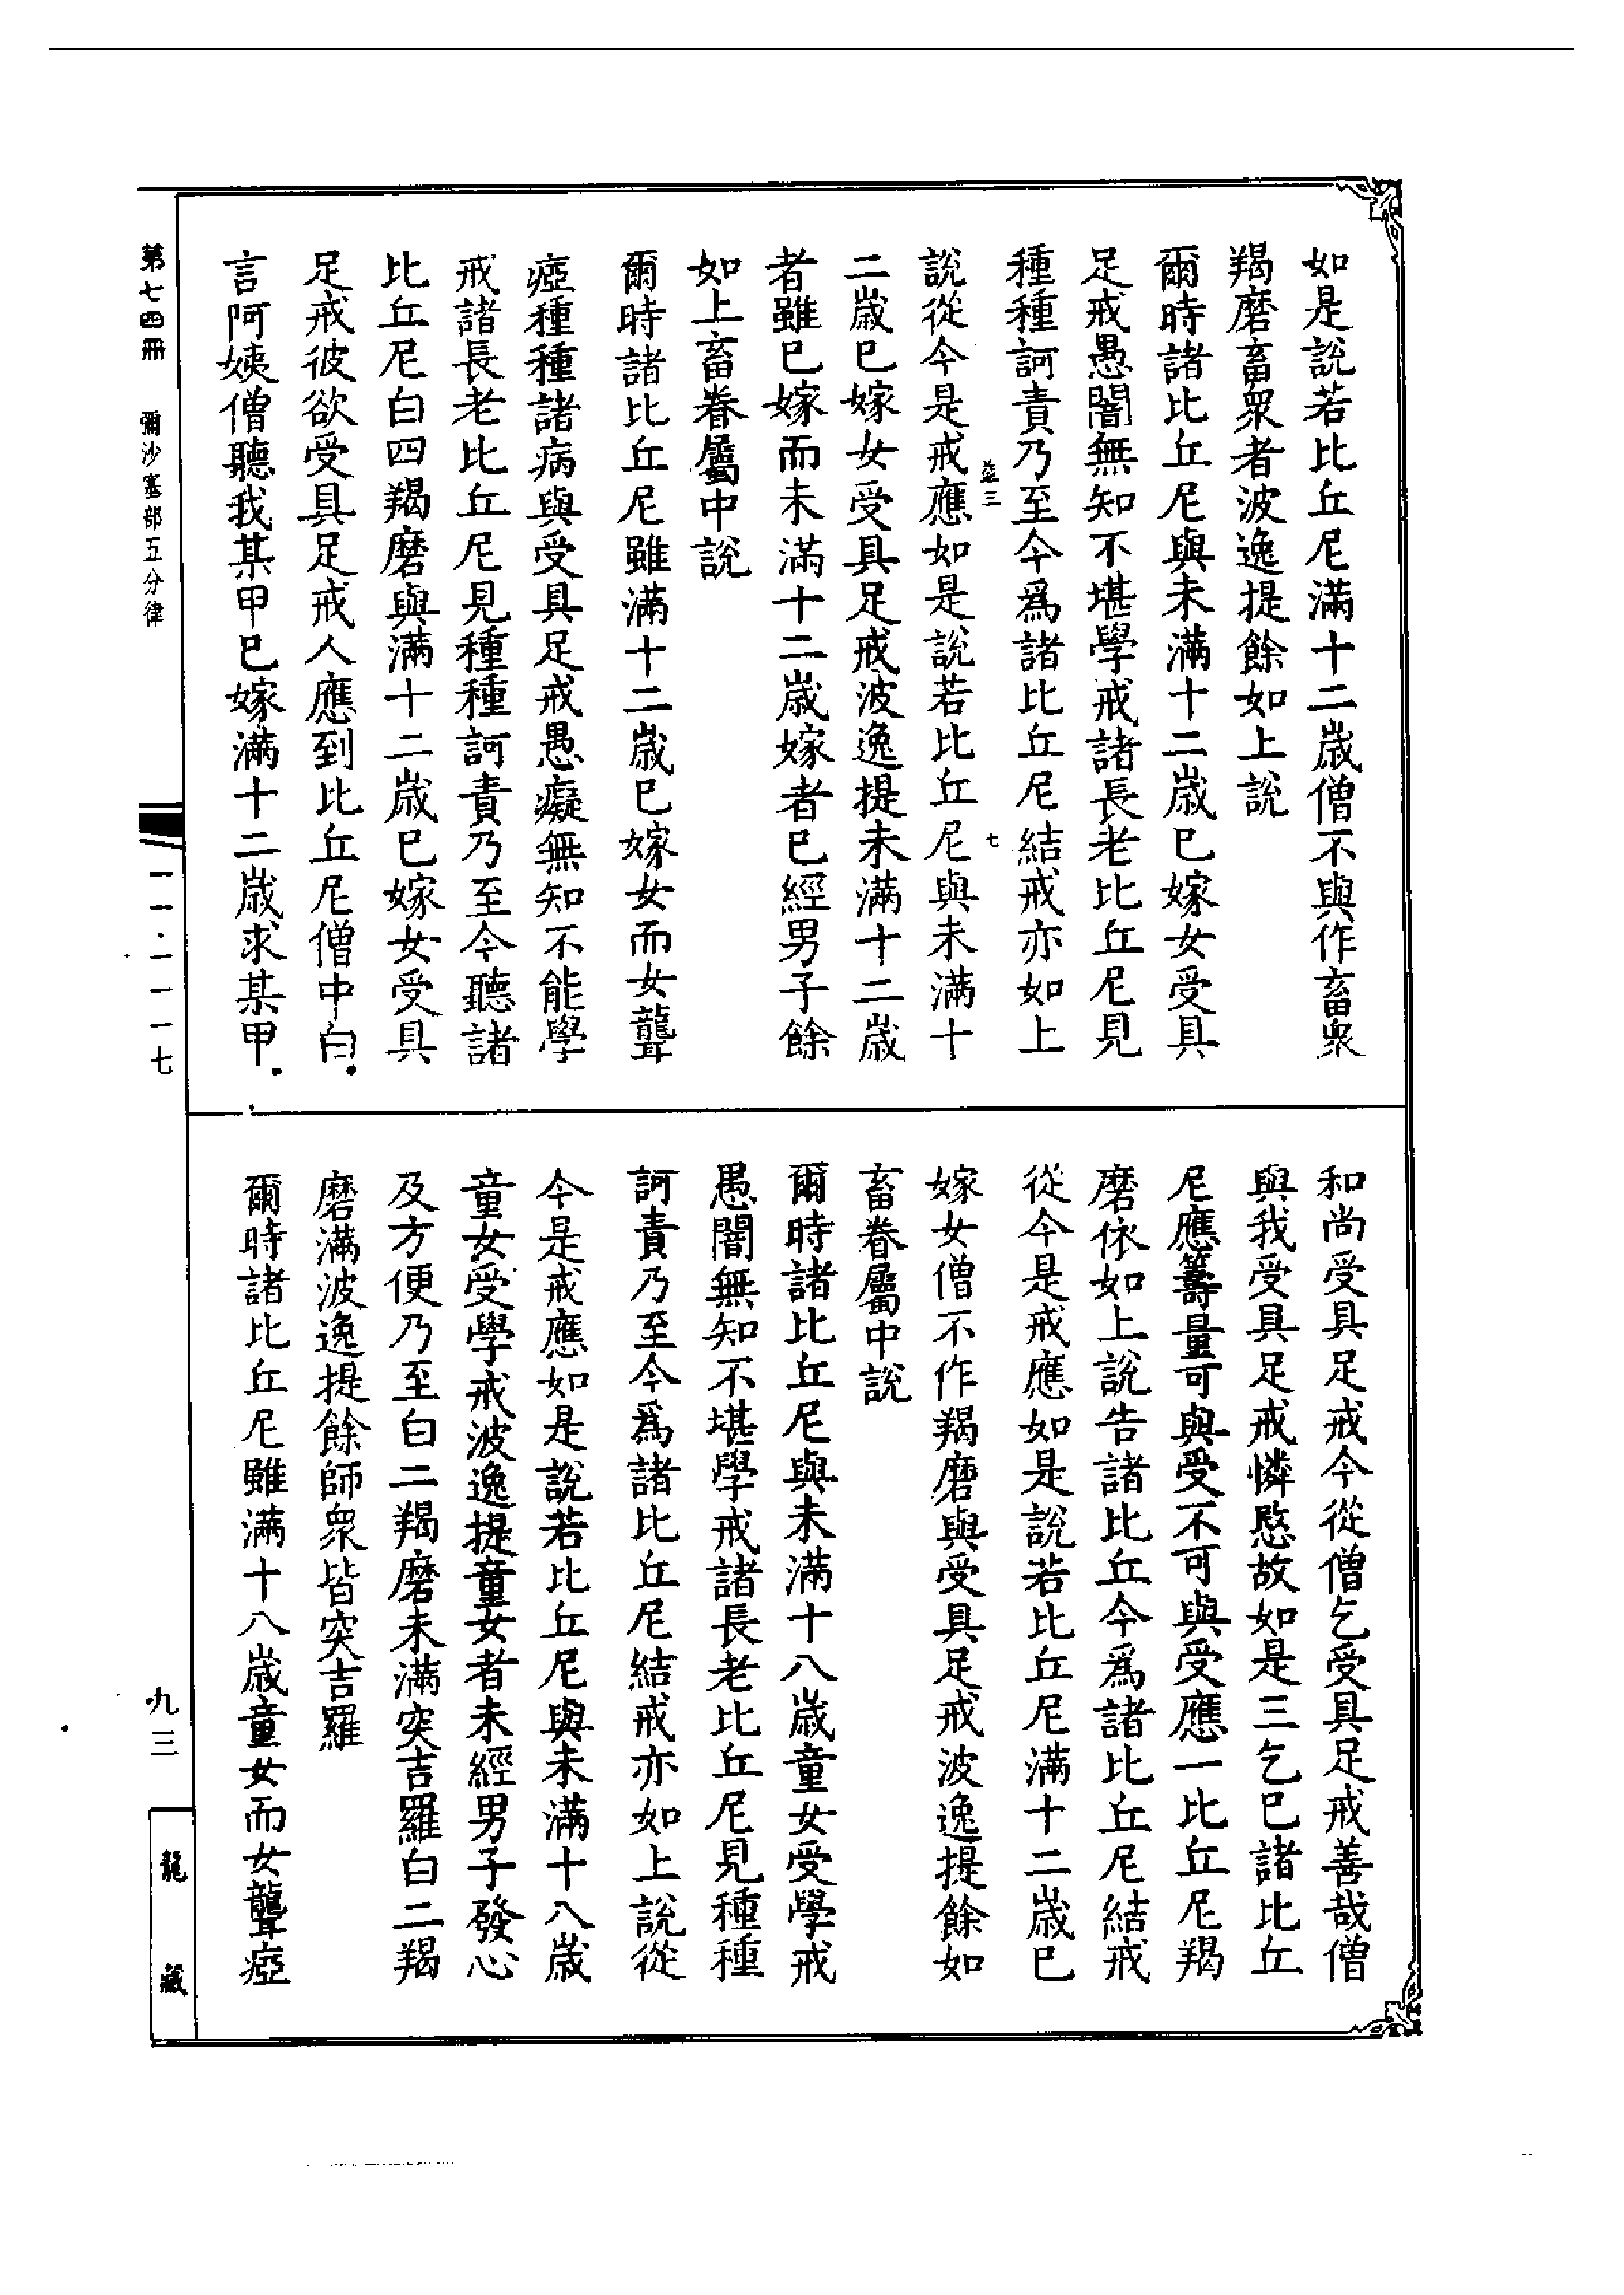 如是說若比丘尼滿十二歲僧不與作畜衆
羯磨畜衆者波逸提餘如上說
爾時諸比丘尼與未滿十二歲已嫁女受具
足戒愚闇無知不堪學戒諸長老比丘尼見
種種訶責乃至今爲諸比丘尼結戒亦如上
益三
七
說從今是戒應如是說若比丘尼與未滿十
二歲已嫁女受具足戒波逸提未滿十二歲
者雖已嫁而未滿十二歲嫁者已經男子餘
如上畜眷屬中說
爾時諸比丘尼雖滿十二歲已嫁女而女聾
瘂種種諸病與受具足戒愚癡無知不能學
戒諸長老比丘尼見種種訶責乃至今聽諸
比丘尼白四羯磨與滿十二歲已嫁女受具
足戒彼欲受具足戒人應到比丘尼僧中白
言阿姨僧聽我某甲已嫁滿十二歲求某甲
和尚受具足戒今從僧乞受具足戒善哉僧
與我受具足戒憐愍故如是三乞已諸比丘
尼應籌量可與受不可與受應一比丘尼羯
磨依如上說告諸比丘今爲諸比丘尼結戒
從今是戒應如是說若比丘尼滿十二歲已
嫁女僧不作羯磨與受具足戒波逸提餘如
畜眷屬中說
爾時諸比丘尼與未滿十八歲童女受學戒
愚闇無知不堪學戒諸長老比丘尼見種種
訶責乃至今爲諸比丘尼結戒亦如上說從
今是戒應如是說若比丘尼與未滿十八歲
童女受學戒波逸提童女者未經男子發心
及方便乃至白二羯磨未滿突吉羅白二羯
磨滿波逸提餘師衆皆突吉羅
爾時諸比丘尼雖滿十八歲童女而女聾瘂
第七四冊 彌沙塞部五分律
一一·一一一七
九三
龍藏